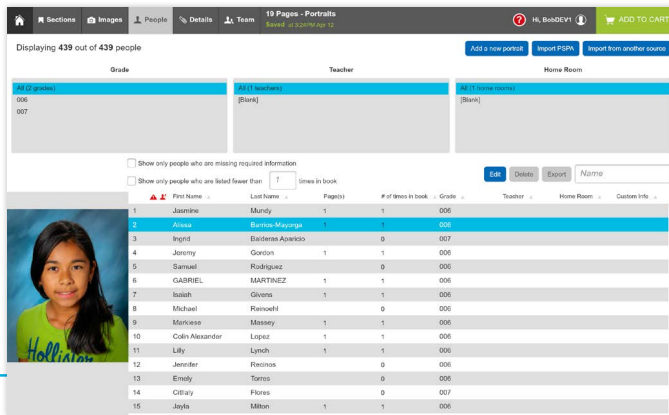 Sections Images People Details Team 19 Pages - Portraits Hi, BobDEV1 ADD TO CART
Saved at 3:24PM Apr 12
Displaying 439 out of 439 people Add a new portrait Import PSPA Import from another source
Grade Teacher Home Room
All (2 grades) All (1 teachers) All (1 home rooms)
006 [Blank] [Blank]
007
Show only people who are missing required information
Show only people who are listed fewer than 1 times in book Edit Delete Export Name
First Name Last Name Page(s) # of times in book Grade Teacher Home Room Custom Info
1 Jasmine Mundy 1 1 006
2 Alissa Barrios-Mayorga 1 1 006
3 Ingrid Balderas Aparicio 0 007
4 Jeremy Gordon 1 1 006
5 Samuel Rodriguez 0 006
6 GABRIEL MARTINEZ 1 1 006
7 Isaiah Givens 1 1 006
8 Michael Reinoehl 0 006
9 Markiese Massey 1 1 006
10 Colin Alexander Lopez 1 1 006
11 Lilly Lynch 1 1 006
12 Jennifer Recinos 0 006
13 Emely Torres 0 006
14 Citlaly Flores 0 007
15 Jayla Milton 1 1 006
Hollister